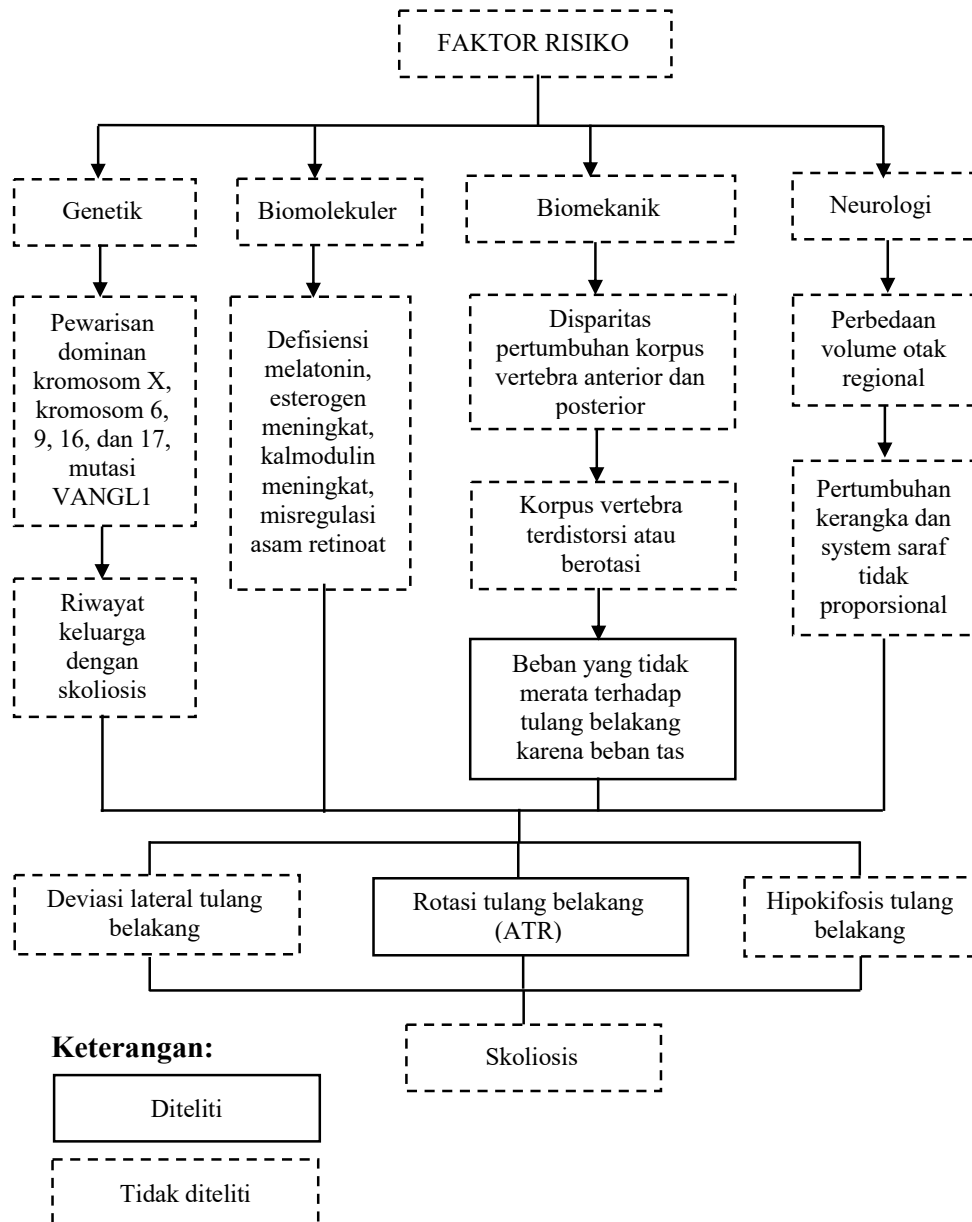 FAKTOR RISIKO
Genetik
Biomolekuler
Biomekanik
Neurologi
Pewarisan
dominan
kromosom X,
kromosom 6,
9, 16, dan 17,
mutasi
VANGL1
Defisiensi
melatonin,
esterogen
meningkat,
kalmodulin
meningkat,
misregulasi
asam retinoat
Disparitas
pertumbuhan korpus
vertebra anterior dan
posterior
Perbedaan
volume otak
regional
Riwayat
keluarga
dengan
skoliosis
Korpus vertebra
terdistorsi atau
berotasi
Pertumbuhan
kerangka dan
system saraf
tidak
proporsional
Beban yang tidak
merata terhadap
tulang belakang
karena beban tas
Deviasi lateral tulang
belakang
Rotasi tulang belakang
(ATR)
Hipokifosis tulang
belakang
Skoliosis
Keterangan:
Diteliti
Tidak diteliti